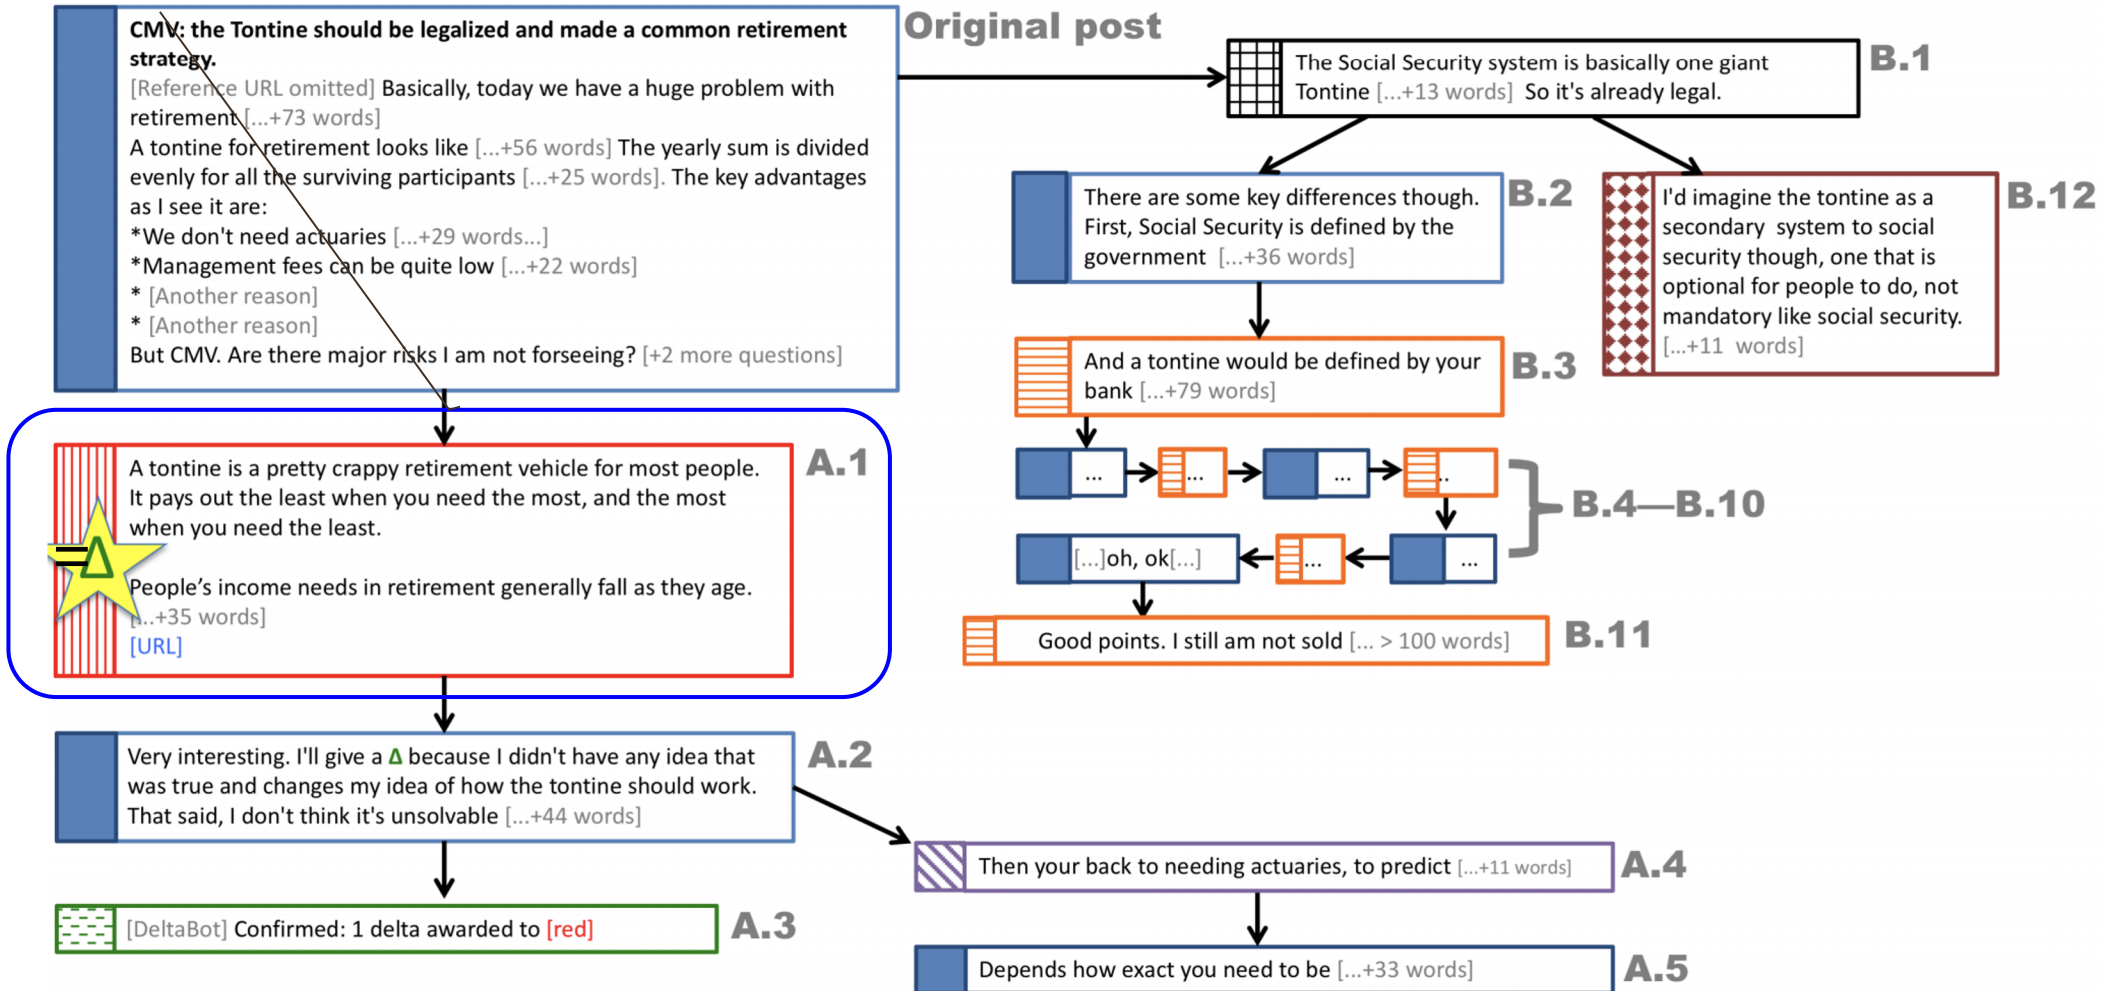 Original post
CMV: the Tontine should be legalized and made a common retirement
strategy.
[Reference URL omitted] Basically, today we have a huge problem with
retirement [...+73 words]
A tontine for retirement looks like [...+56 words] The yearly sum is divided
evenly for all the surviving participants [...+25 words]. The key advantages
as I see it are:
*We don't need actuaries [...+29 words...]
*Management fees can be quite low [...+22 words]
* [Another reason]
* [Another reason]
But CMV. Are there major risks I am not forseeing? [+2 more questions]
A.1
A tontine is a pretty crappy retirement vehicle for most people.
It pays out the least when you need the most, and the most
when you need the least.
=Δ
People's income needs in retirement generally fall as they age.
[...+35 words]
[URL]
A.2
Very interesting. I'll give a Δ because I didn't have any idea that
was true and changes my idea of how the tontine should work.
That said, I don't think it's unsolvable [...+44 words]
[DeltaBot] Confirmed: 1 delta awarded to [red]
A.3
Then your back to needing actuaries, to predict [...+11 words]
A.4
Depends how exact you need to be [...+33 words]
A.5
The Social Security system is basically one giant
Tontine [...+13 words] So it's already legal.
B.1
There are some key differences though.
First, Social Security is defined by the
government [...+36 words]
B.2
And a tontine would be defined by your
bank [...+79 words]
B.3
... ... ... ..
[...]oh, ok[...] ... ...
B.4—B.10
Good points. I still am not sold [... > 100 words]
B.11
I'd imagine the tontine as a
secondary system to social
security though, one that is
optional for people to do, not
mandatory like social security.
[...+11 words]
B.12